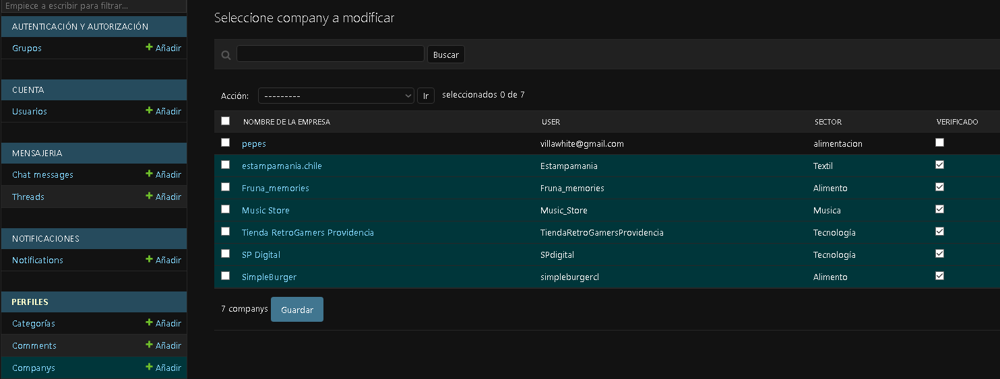 Empiece a escribir para filtrar...
AUTENTICACIÓN Y AUTORIZACIÓN
Grupos Añadir
CUENTA
Usuarios Añadir
MENSAJERIA
Chat messages Añadir
Threads Añadir
NOTIFICACIONES
Notifications Añadir
PERFILES
Categorías Añadir
Comments Añadir
Companys Añadir
Seleccione company a modificar
Buscar
Acción: --------- Ir seleccionados 0 de 7
NOMBRE DE LA EMPRESA USER SECTOR VERIFICADO
pepes villawhite@gmail.com alimentacion
estampamania.chile Estampamania Textil
Fruna_memories Fruna_memories Alimento
Music Store Music_Store Musica
Tienda RetroGamers Providencia TiendaRetroGamersProvidencia Tecnología
SP Digital SPdigital Tecnología
SimpleBurger simpleburgercl Alimento
7 companys Guardar